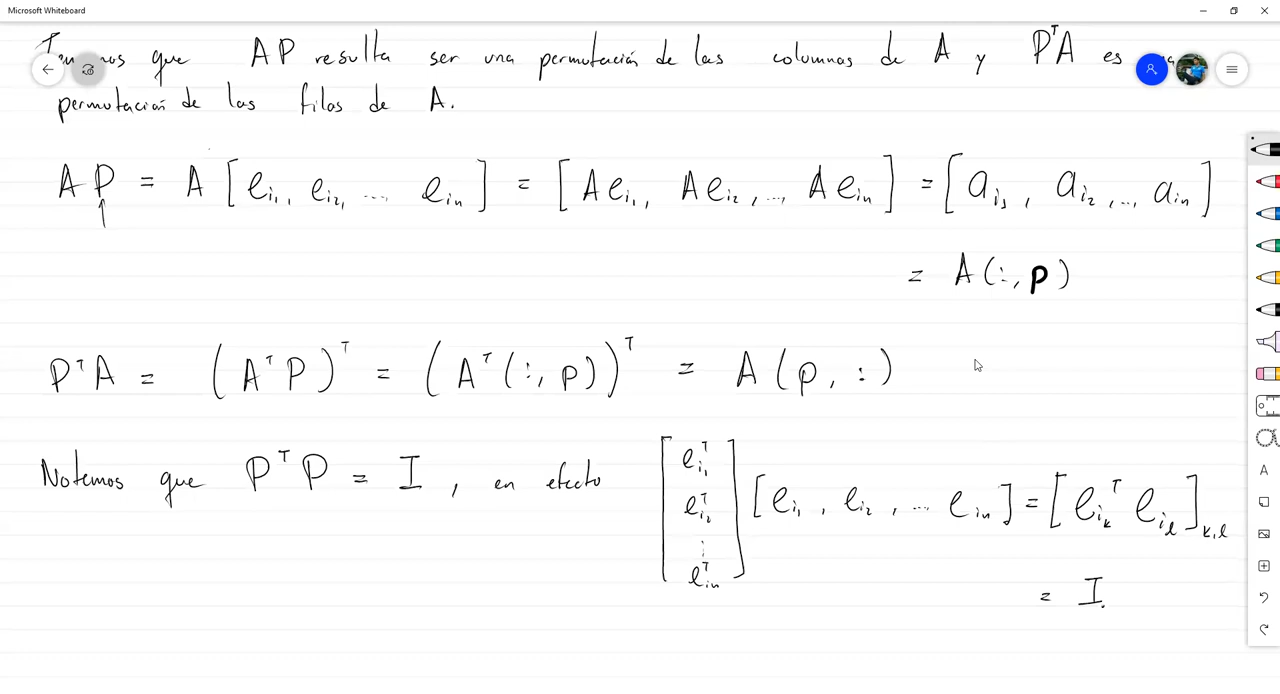 Microsoft Whiteboard
que AP resulta ser una permutación de las columnas de A y PᵀA es
permutación de las filas de A.
AP = A [e_{i₁}, e_{i₂}, ... e_{in}] = [Ae_{i₁}, Ae_{i₂}, ..., Ae_{in}] = [a_{i₁}, a_{i₂}, ..., a_{in}]
= A(:, p)
PᵀA = (AᵀP)ᵀ = (Aᵀ(:, p))ᵀ = A(p, :)
Notemos que PᵀP = I, en efecto [e_{i₁}ᵀ e_{i₂}ᵀ ⋮ e_{in}ᵀ] [e_{i₁}, e_{i₂}, ... e_{in}] = [e_{i_k}ᵀ e_{i_l}]_{k,l}
= I.
A